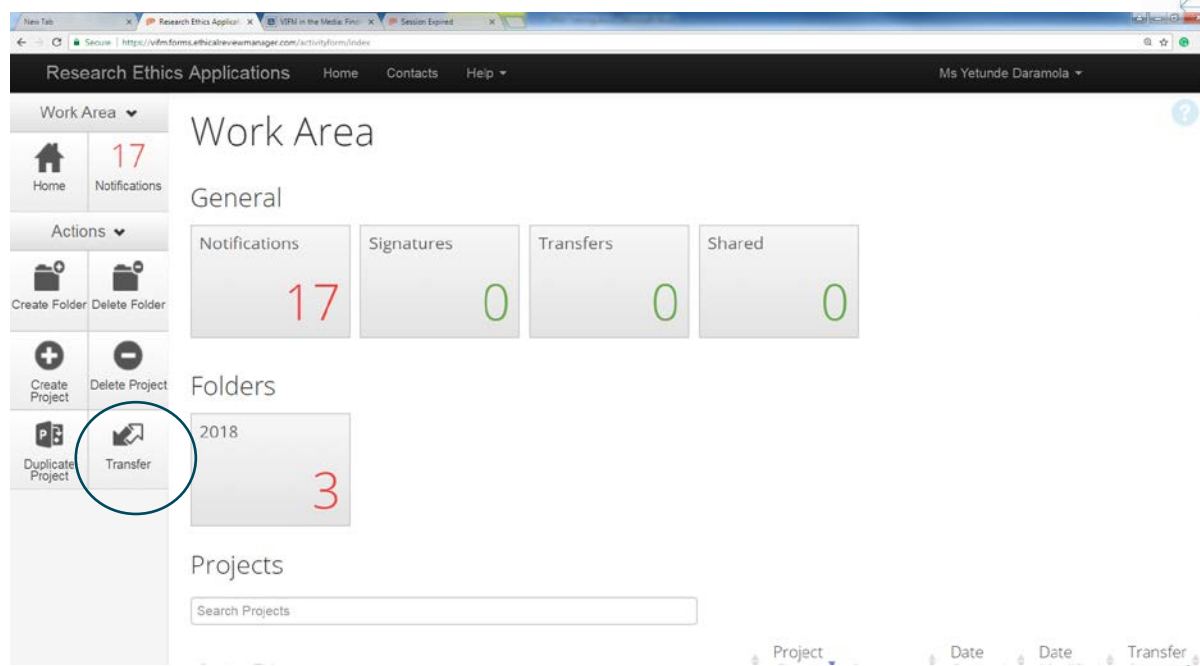 New Tab
Research Ethics Applicat
VIFM in the Media: Fin
Session Expired
Secure | https://vifm.forms.ethicalreviewmanager.com/activityform/index
Research Ethics Applications Home Contacts Help Ms Yetunde Daramola
Work Area
Home
17
Notifications
Actions
Create Folder Delete Folder
Create Project
Delete Project
Duplicate Project
Transfer
Work Area
General
Notifications 17
Signatures 0
Transfers 0
Shared 0
Folders
2018
3
Projects
Search Projects
Project Date Date Transfer